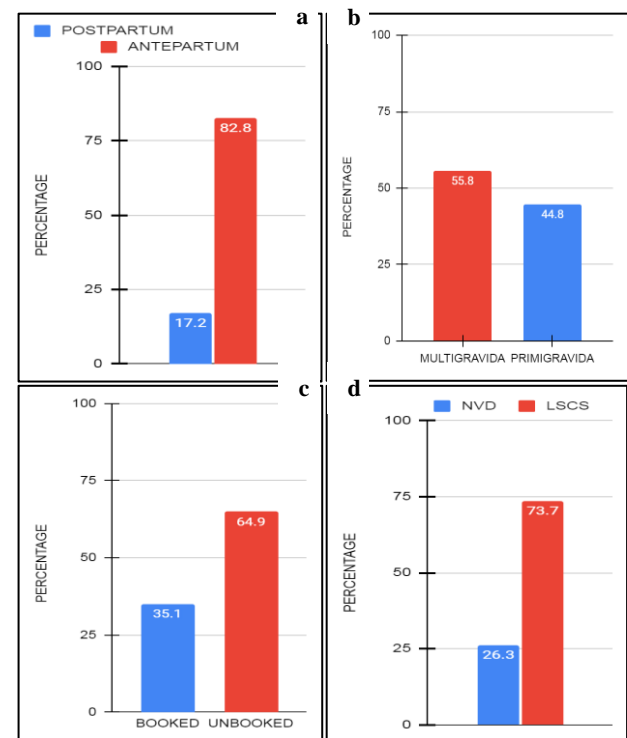 a
POSTPARTUM
ANTEPARTUM
100
75
50
25
0
PERCENTAGE
82.8
17.2
b
100
75
50
25
0
PERCENTAGE
55.8
44.8
MULTIGRAVIDA PRIMIGRAVIDA
c
100
75
50
25
0
PERCENTAGE
64.9
35.1
BOOKED UNBOOKED
d
NVD LSCS
100
75
50
25
0
PERCENTAGE
73.7
26.3